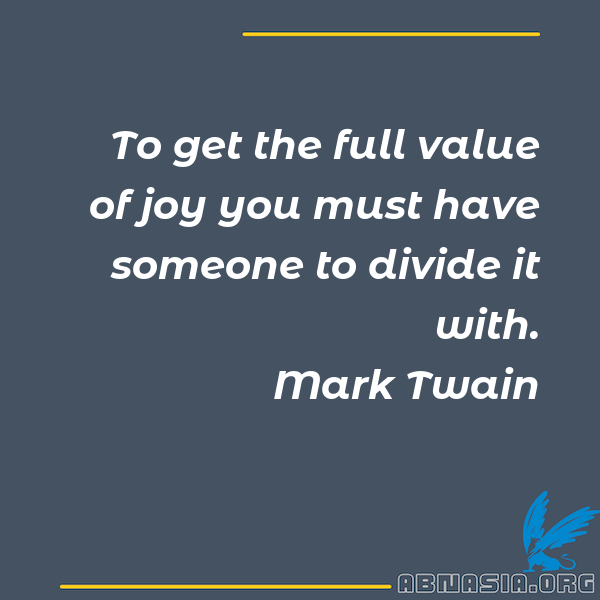 To get the full value
of joy you must have
someone to divide it
with.
Mark Twain
ABNASIA.ORG